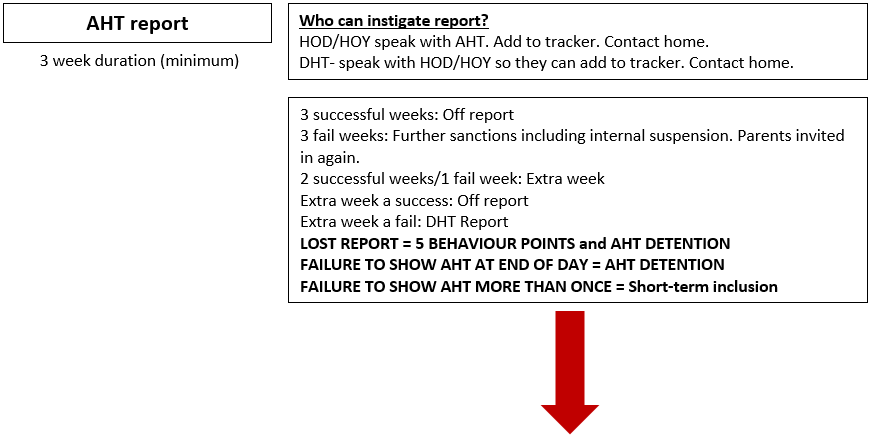 AHT report
3 week duration (minimum)
Who can instigate report?
HOD/HOY speak with AHT. Add to tracker. Contact home.
DHT- speak with HOD/HOY so they can add to tracker. Contact home.
3 successful weeks: Off report
3 fail weeks: Further sanctions including internal suspension. Parents invited
in again.
2 successful weeks/1 fail week: Extra week
Extra week a success: Off report
Extra week a fail: DHT Report
LOST REPORT = 5 BEHAVIOUR POINTS and AHT DETENTION
FAILURE TO SHOW AHT AT END OF DAY = AHT DETENTION
FAILURE TO SHOW AHT MORE THAN ONCE = Short-term inclusion